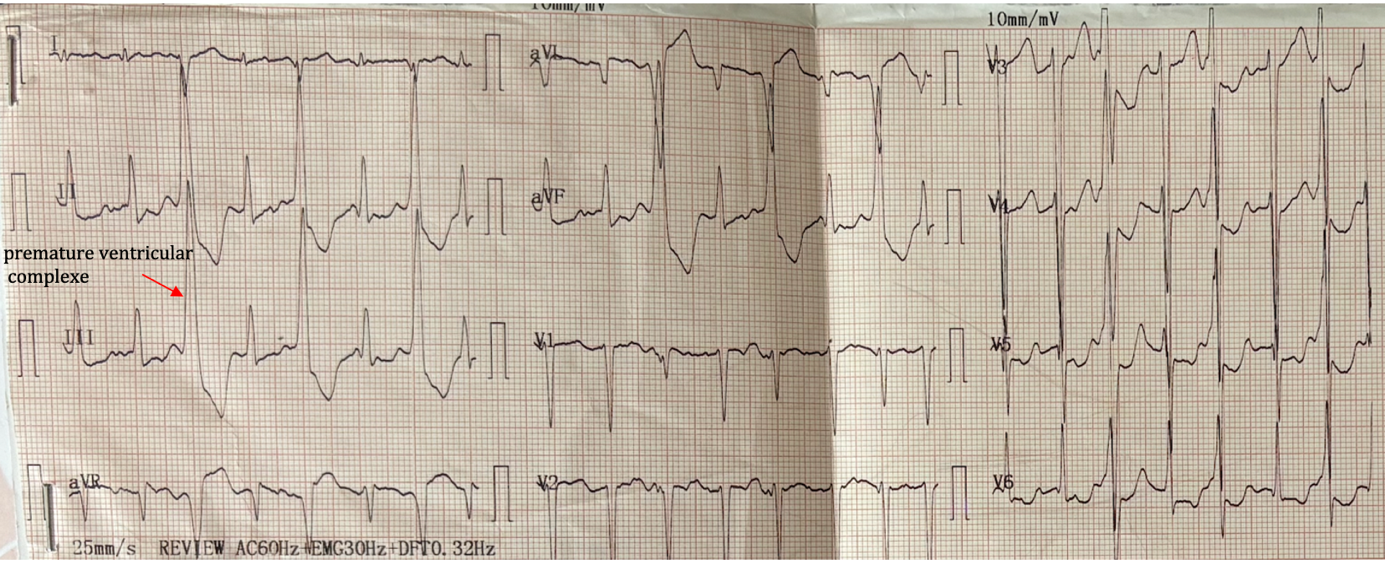 10mm/mV
10mm/mV
I
aVL
V3
II
aVF
V4
premature ventricular
complexe
III
V1
V5
aVR
V2
V6
25mm/s REVIEW AC60Hz+EMG30Hz+DFT0.32Hz